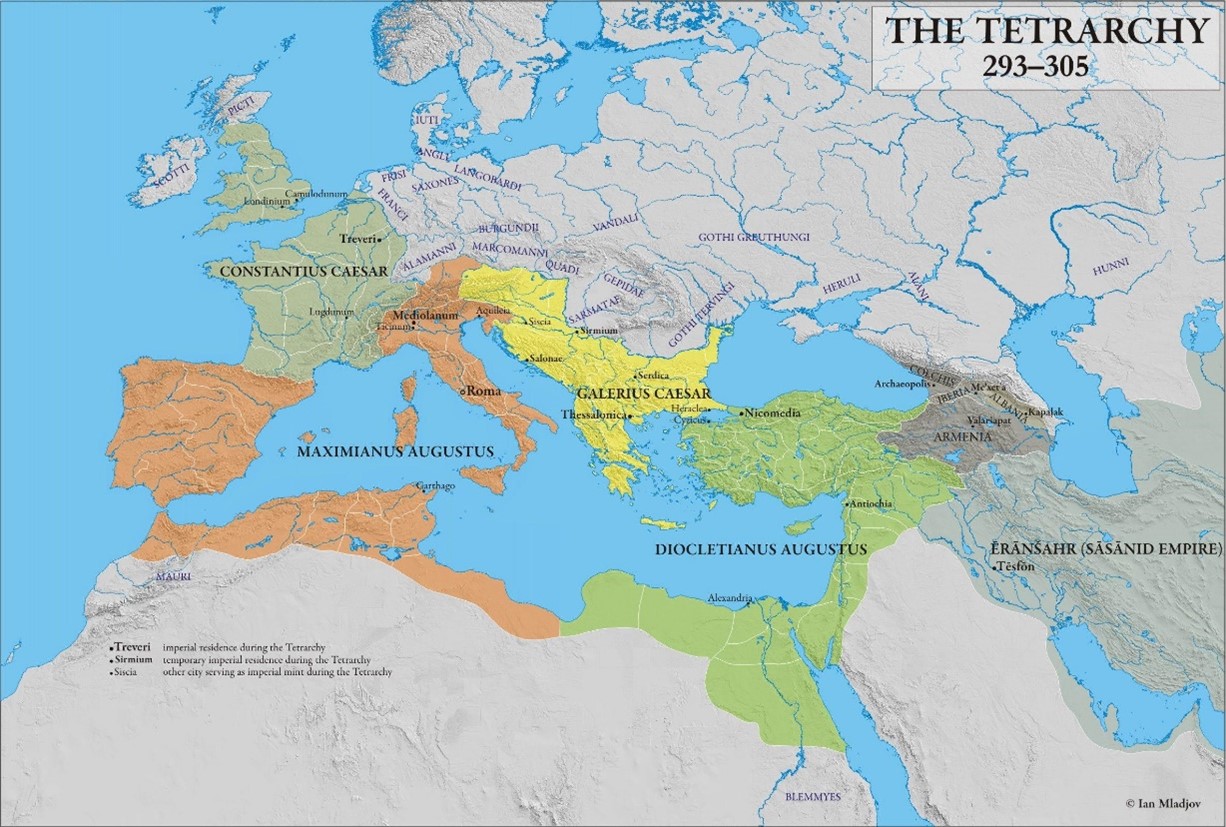 THE TETRARCHY
293–305
PICTI
IUTI
SCOTTI
ANGLI
FRISI
SAXONES
LANGOBARDI
FRANCI
Camulodunum
Londinium
Treveri
BURGUNDII
VANDALI
GOTHI GREUTHUNGI
ALAMANNI
MARCOMANNI
QUADI
GEPIDAE
SARMATAE
GOTHI TERVINGI
HERULI
ALANI
HUNNI
CONSTANTIUS CAESAR
Lugdunum
Mediolanum
Ticinum
Aquileia
Siscia
Sirmium
Salonae
Serdica
GALERIUS CAESAR
Roma
Thessalonica
Heraclea
Cyzicus
Nicomedia
COLCHIS
Archaeopolis
IBERIA
ALBANIA
Kapalak
Valaršapat
ARMENIA
MAXIMIANUS AUGUSTUS
Carthago
Antiochia
DIOCLETIANUS AUGUSTUS
ĒRĀNŠAHR (SĀSĀNID EMPIRE)
Tēsfōn
MAURI
Alexandria
Treveri imperial residence during the Tetrarchy
Sirmium temporary imperial residence during the Tetrarchy
Siscia other city serving as imperial mint during the Tetrarchy
BLEMMYES
© Ian Mladjov